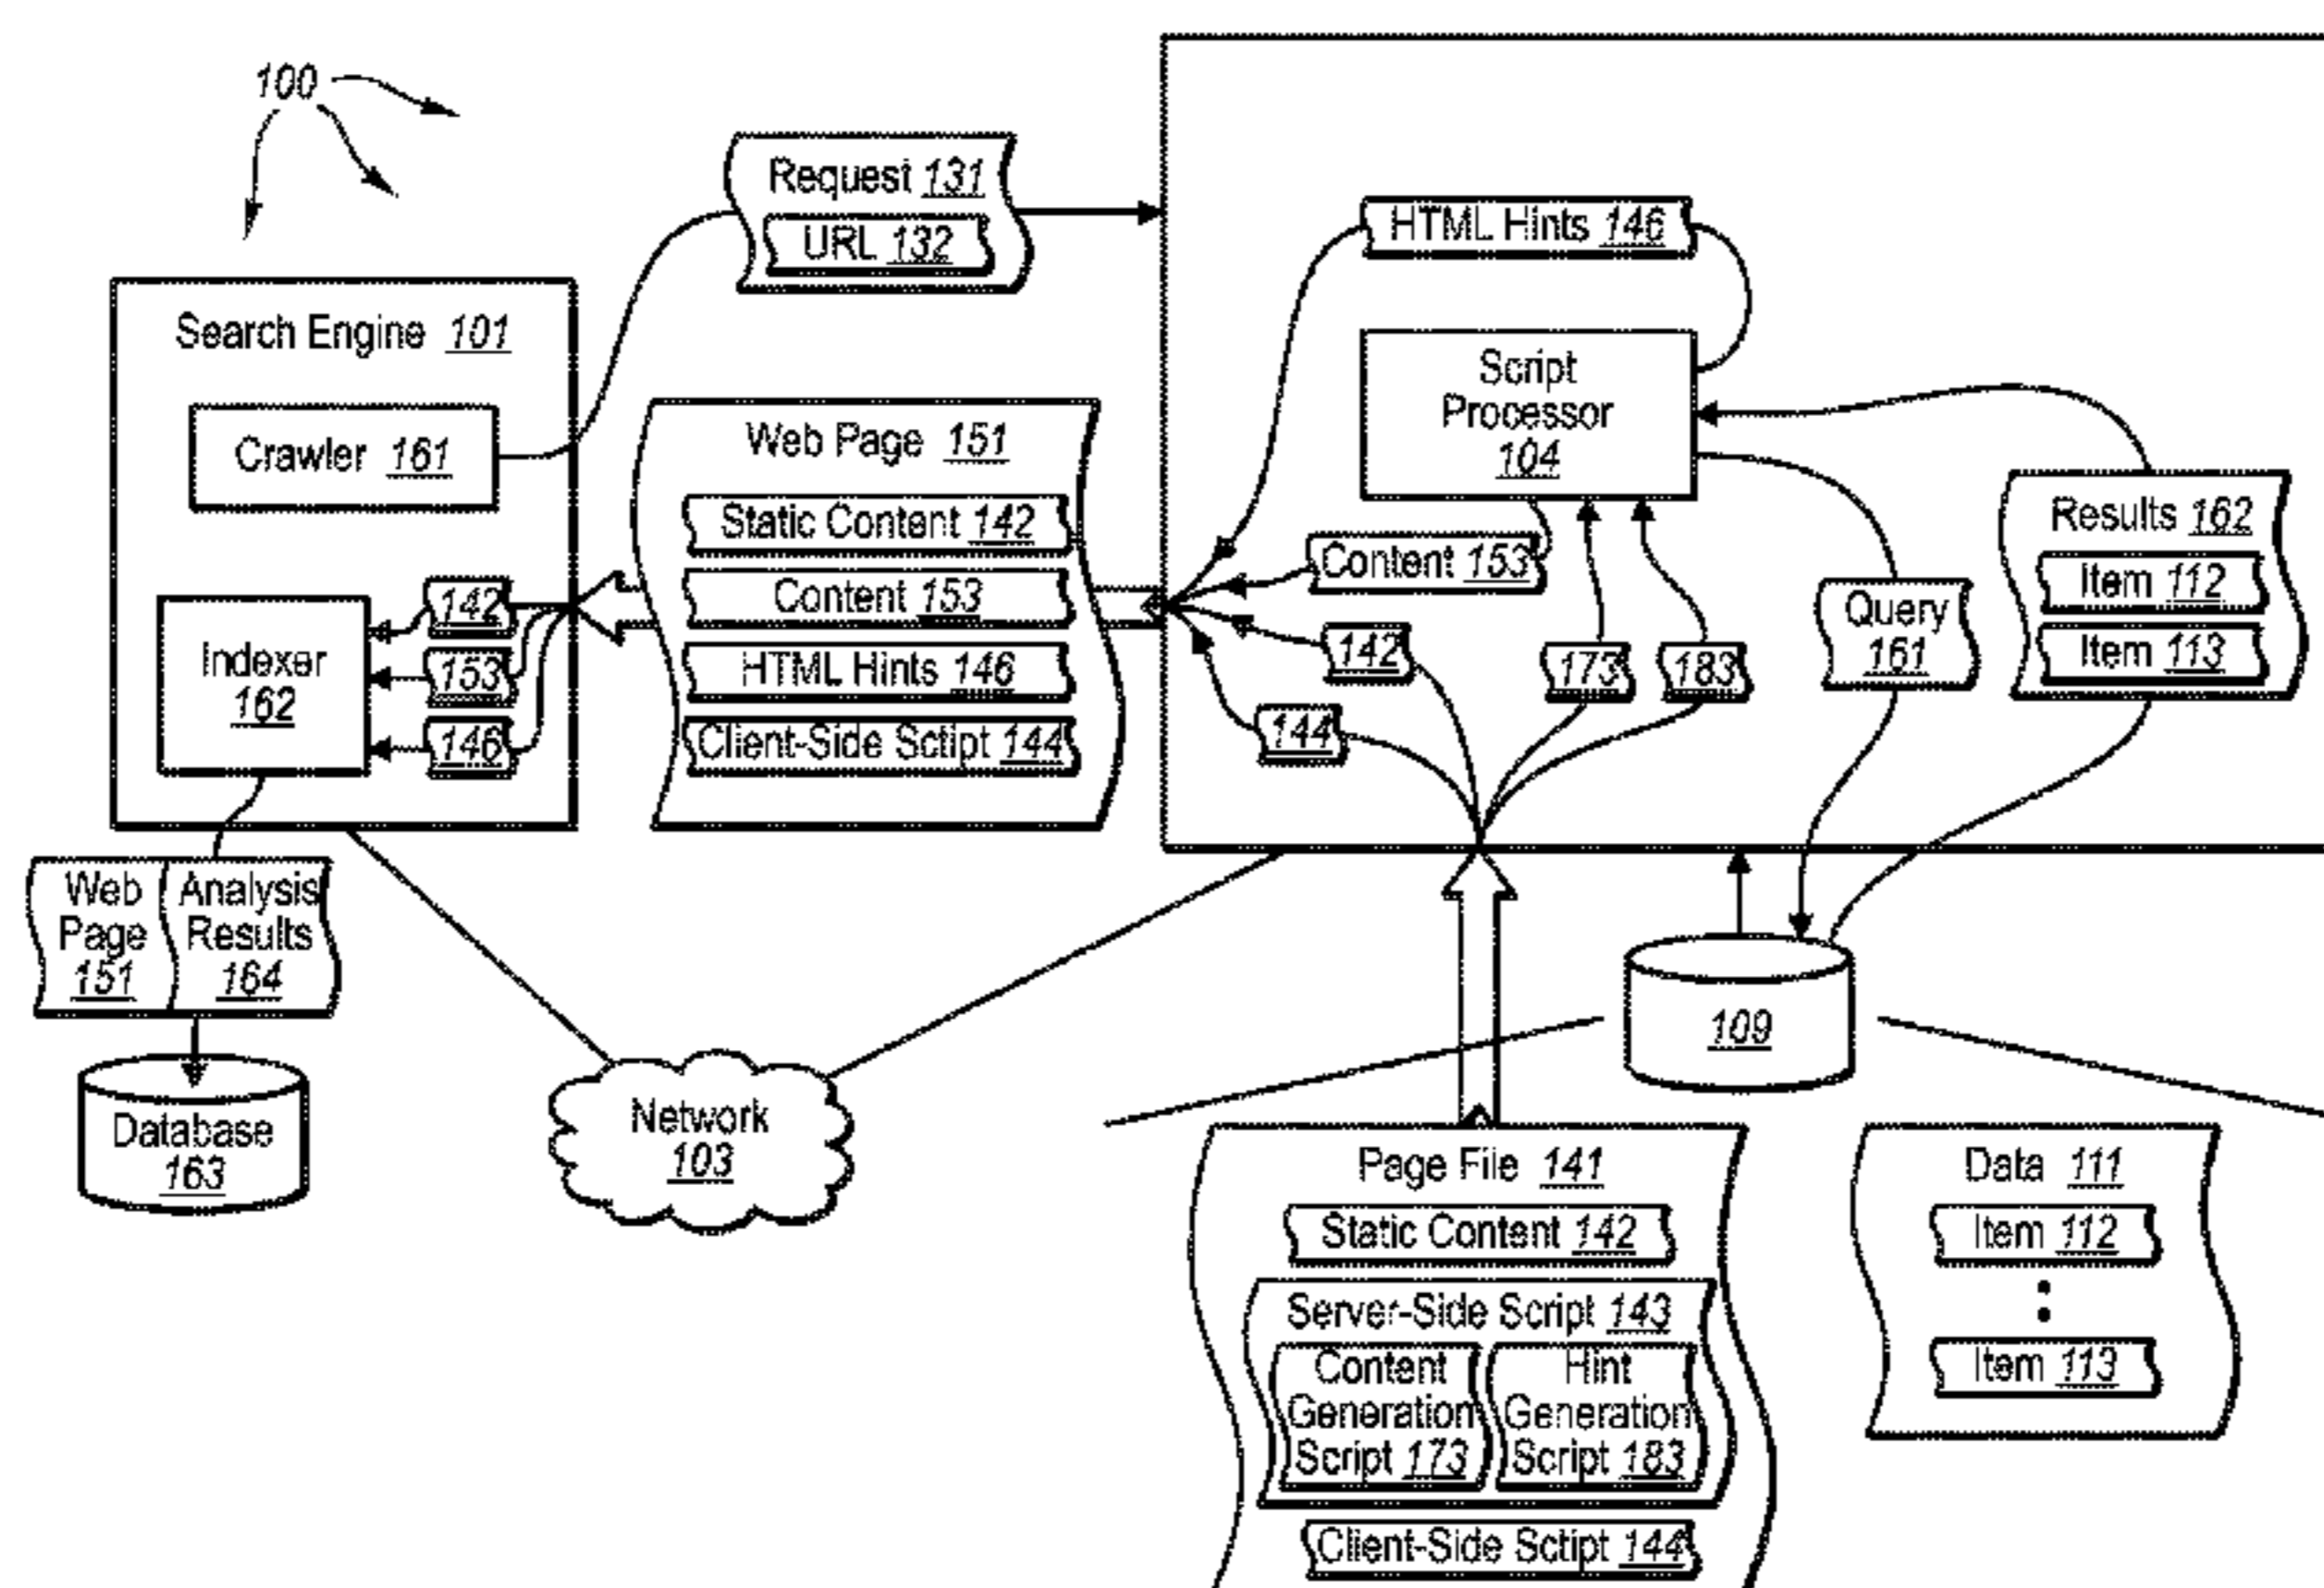 100
Request 131
URL 132
HTML Hints 146
Search Engine 101
Crawler 161
Script
Processor
104
Web Page 151
Static Content 142
Content 153
HTML Hints 146
Client-Side Sctipt 144
Content 153
142
144
173
183
Query
161
Results 162
Item 112
Item 113
Indexer
162
142
153
146
Web
Page
151
Analysis
Results
164
Database
163
Network
103
109
Page File 141
Static Content 142
Server-Side Script 143
Content
Generation
Script 173
Hint
Generation
Script 183
Client-Side Sctipt 144
Data 111
Item 112
Item 113